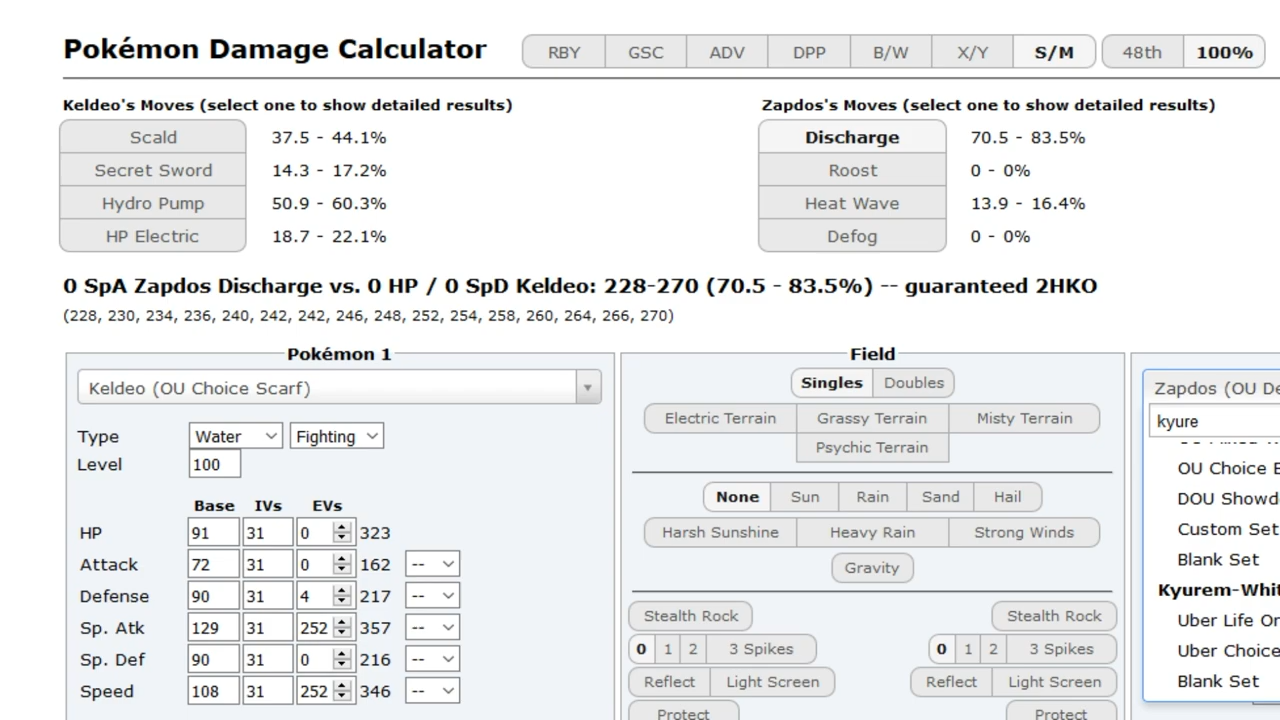 Pokémon Damage Calculator RBY GSC ADV DPP B/W X/Y S/M 48th 100%
Keldeo's Moves (select one to show detailed results) Zapdos's Moves (select one to show detailed results)
Scald 37.5 - 44.1% Discharge 70.5 - 83.5%
Secret Sword 14.3 - 17.2% Roost 0 - 0%
Hydro Pump 50.9 - 60.3% Heat Wave 13.9 - 16.4%
HP Electric 18.7 - 22.1% Defog 0 - 0%
0 SpA Zapdos Discharge vs. 0 HP / 0 SpD Keldeo: 228-270 (70.5 - 83.5%) -- guaranteed 2HKO
(228, 230, 234, 236, 240, 242, 242, 246, 248, 252, 254, 258, 260, 264, 266, 270)
Pokémon 1
Keldeo (OU Choice Scarf)
Type Water Fighting
Level 100
Base IVs EVs
HP 91 31 0 323
Attack 72 31 0 162 --
Defense 90 31 4 217 --
Sp. Atk 129 31 252 357 --
Sp. Def 90 31 0 216 --
Speed 108 31 252 346 --
Field
Singles Doubles
Electric Terrain Grassy Terrain Misty Terrain
Psychic Terrain
None Sun Rain Sand Hail
Harsh Sunshine Heavy Rain Strong Winds
Gravity
Stealth Rock Stealth Rock
0 1 2 3 Spikes 0 1 2 3 Spikes
Reflect Light Screen Reflect Light Screen
Protect Protect
Zapdos (OU De
kyure
OU Choice
DOU Showd
Custom Set
Blank Set
Kyurem-Whit
Uber Life Or
Uber Choice
Blank Set